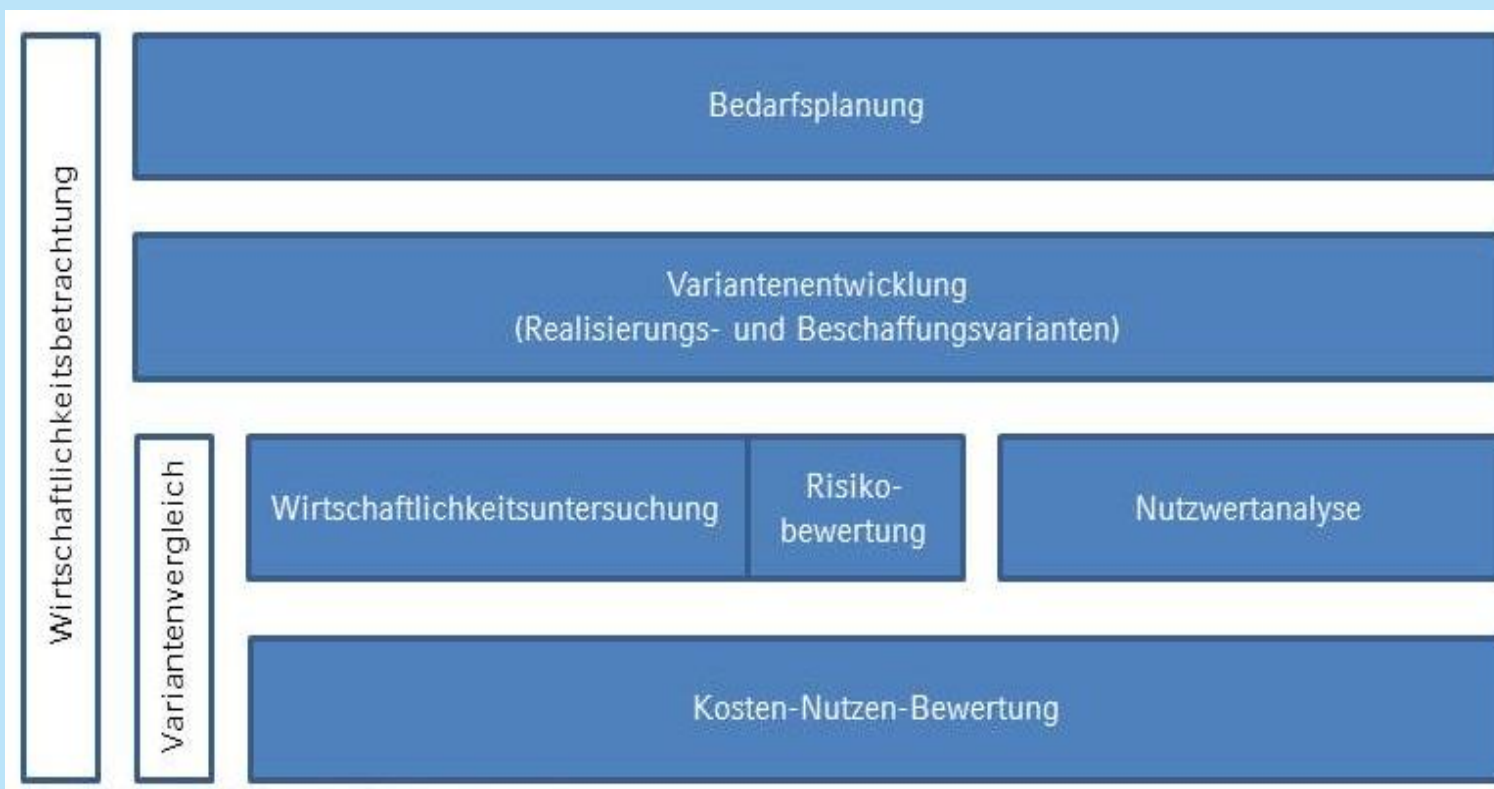 Wirtschaftlichkeitsbetrachtung
Bedarfsplanung
Variantenentwicklung
(Realisierungs- und Beschaffungsvarianten)
Variantenvergleich
Wirtschaftlichkeitsuntersuchung
Risiko-
bewertung
Nutzwertanalyse
Kosten-Nutzen-Bewertung